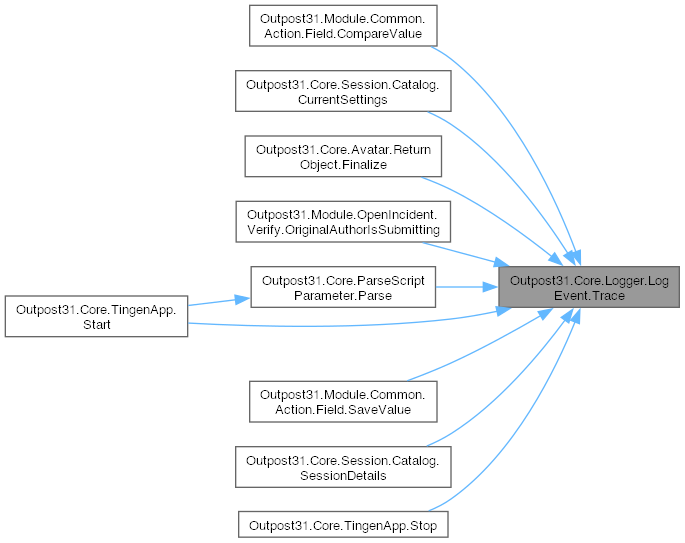 Outpost31.Module.Common.
Action.Field.CompareValue
Outpost31.Core.Session.Catalog.
CurrentSettings
Outpost31.Core.Avatar.Return
Object.Finalize
Outpost31.Module.OpenIncident.
Verify.OriginalAuthorIsSubmitting
Outpost31.Core.ParseScript
Parameter.Parse
Outpost31.Core.Logger.Log
Event.Trace
Outpost31.Core.TingenApp.
Start
Outpost31.Module.Common.
Action.Field.SaveValue
Outpost31.Core.Session.Catalog.
SessionDetails
Outpost31.Core.TingenApp.Stop